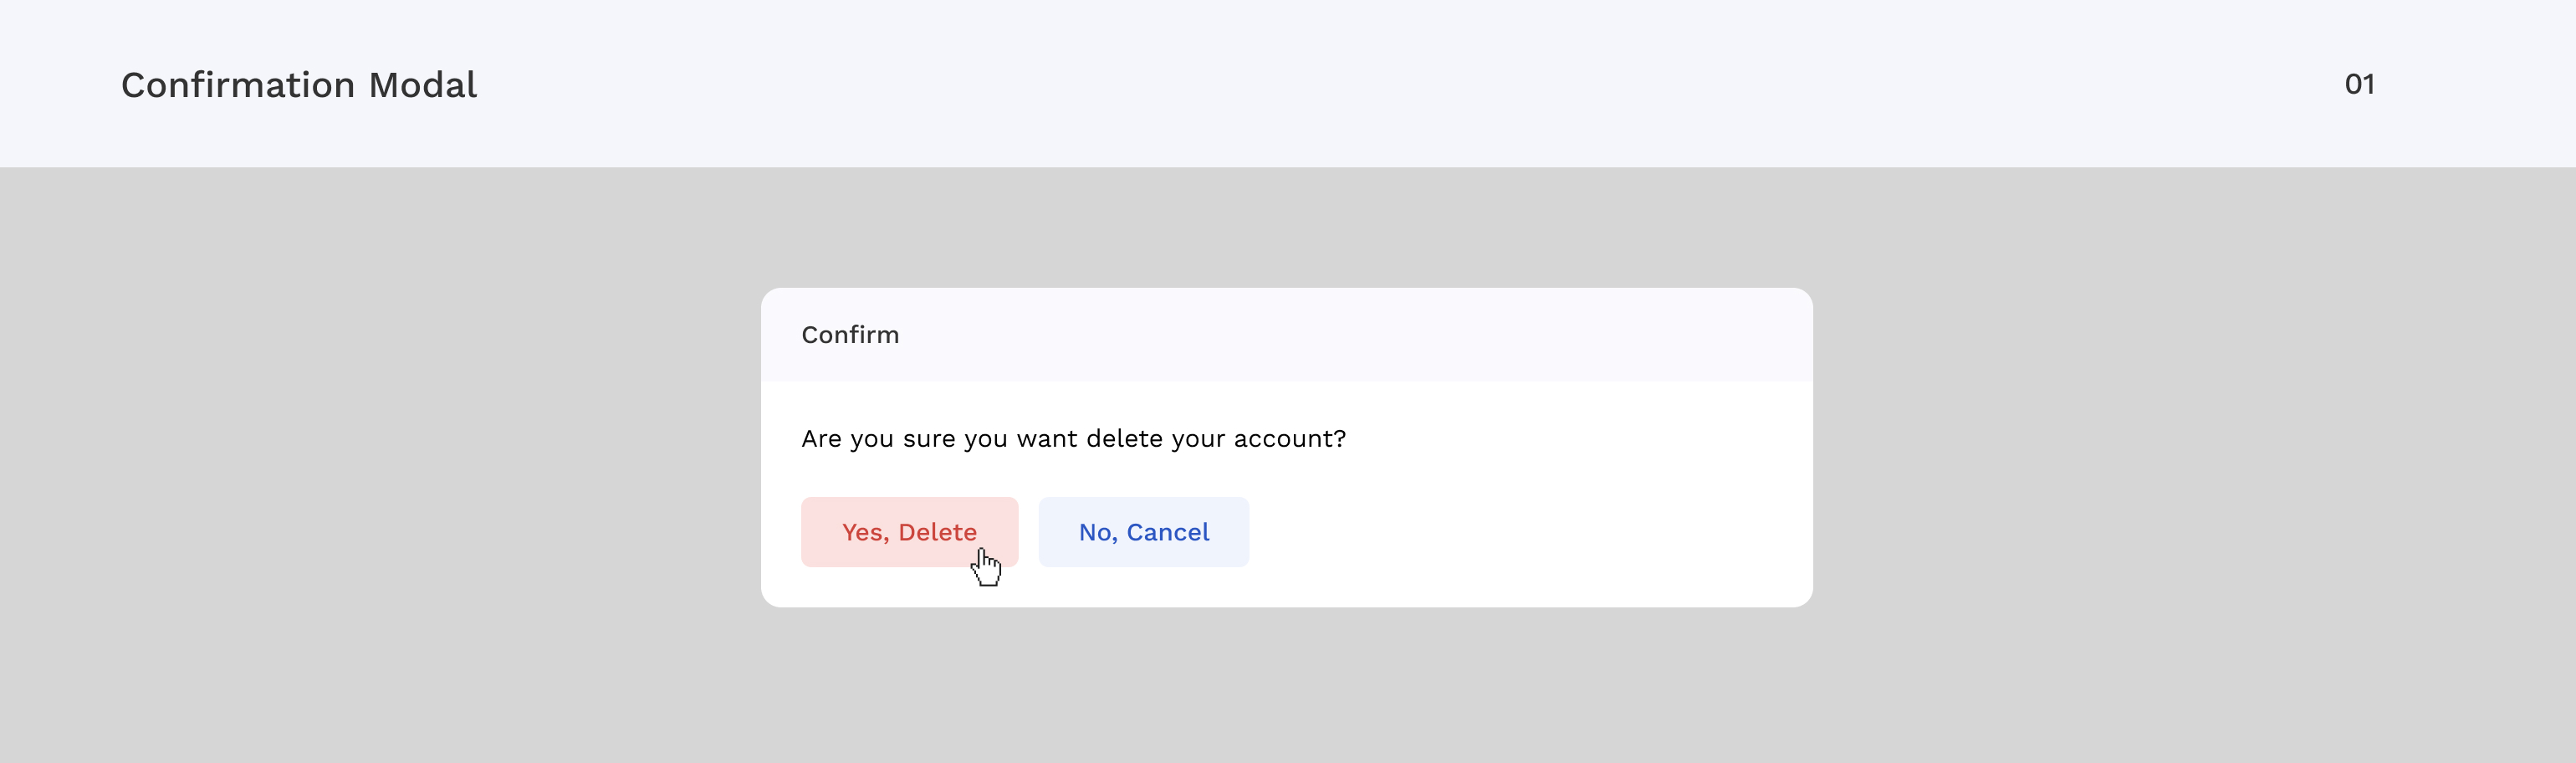 Confirmation Modal
01
Confirm
Are you sure you want delete your account?
Yes, Delete
No, Cancel